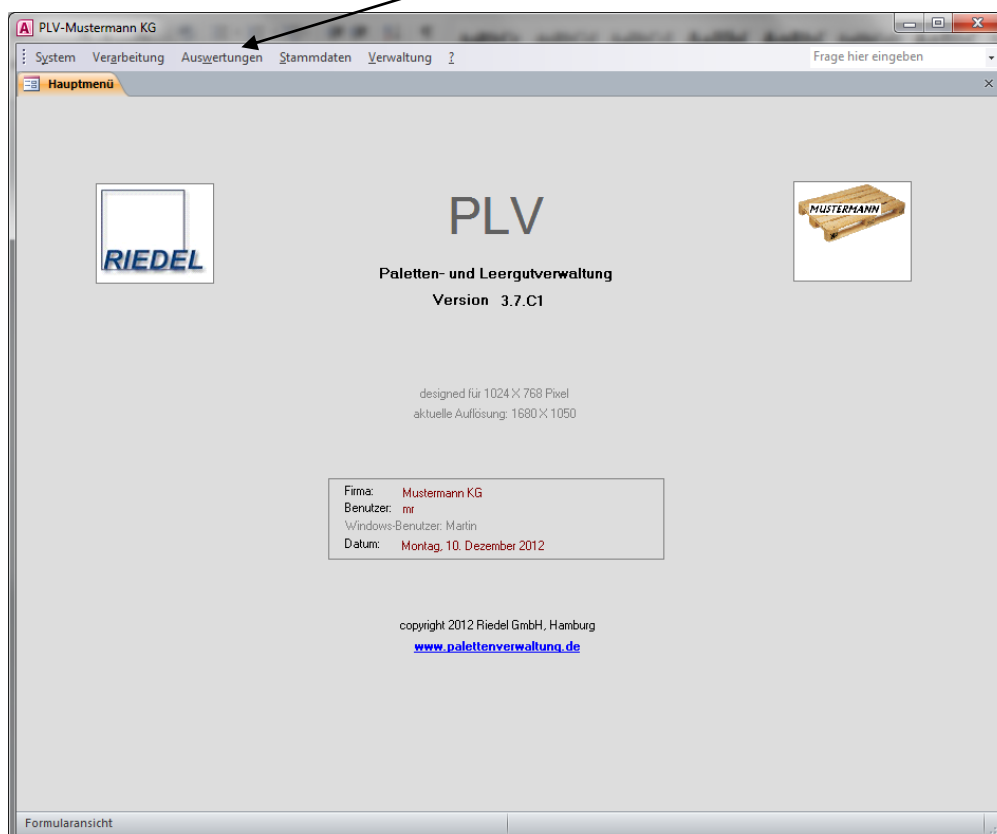 PLV-Mustermann KG
System Verarbeitung Auswertungen Stammdaten Verwaltung ? Frage hier eingeben
Hauptmenü
RIEDEL
PLV
MUSTERMANN
Paletten- und Leergutverwaltung
Version 3.7.C1
designed für 1024 X 768 Pixel
aktuelle Auflösung: 1680 X 1050
Firma: Mustermann KG
Benutzer: mr
Windows-Benutzer: Martin
Datum: Montag, 10. Dezember 2012
copyright 2012 Riedel GmbH, Hamburg
www.palettenverwaltung.de
Formularansicht